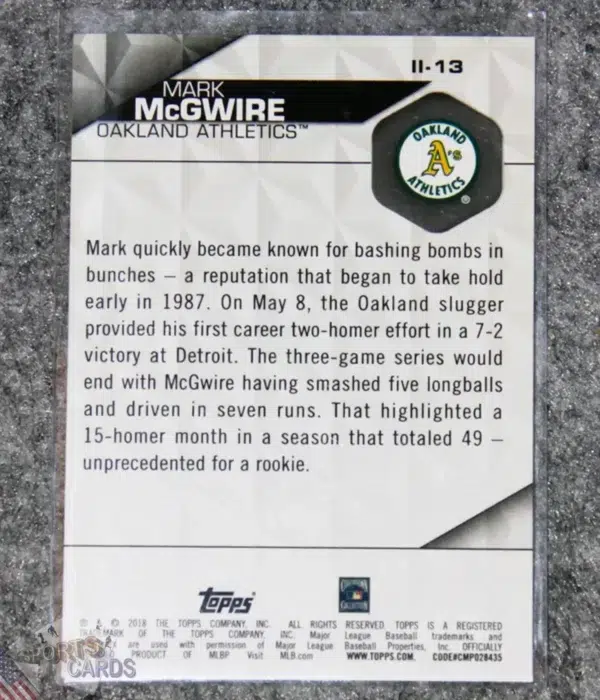 II-13
MARK
McGWIRE
OAKLAND ATHLETICS™
OAKLAND
A's
ATHLETICS
®
Mark quickly became known for bashing bombs in
bunches – a reputation that began to take hold
early in 1987. On May 8, the Oakland slugger
provided his first career two-homer effort in a 7-2
victory at Detroit. The three-game series would
end with McGwire having smashed five longballs
and driven in seven runs. That highlighted a
15-homer month in a season that totaled 49 –
unprecedented for a rookie.
topps®
® & © 2018 THE TOPPS COMPANY, INC. ALL RIGHTS RESERVED. TOPPS IS A REGISTERED
TRADEMARK OF THE TOPPS COMPANY, INC. Major League Baseball trademarks and
are used with permission of Major League Baseball Properties, Inc. OFFICIALLY
PRODUCT OF MLBP Visit MLB.com WWW.TOPPS.COM. CODE#CMP028435
SPORTS
CARDS